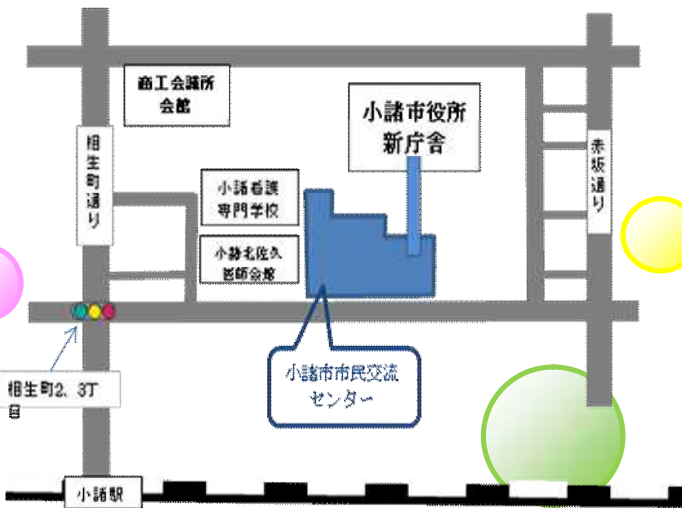 商工会議所
会館
小諸市役所
新庁舎
相生町通り
赤坂通り
小諸看護
専門学校
小諸北佐久
医師会館
小諸市市民交流
センター
相生町2、3丁
目
小諸駅